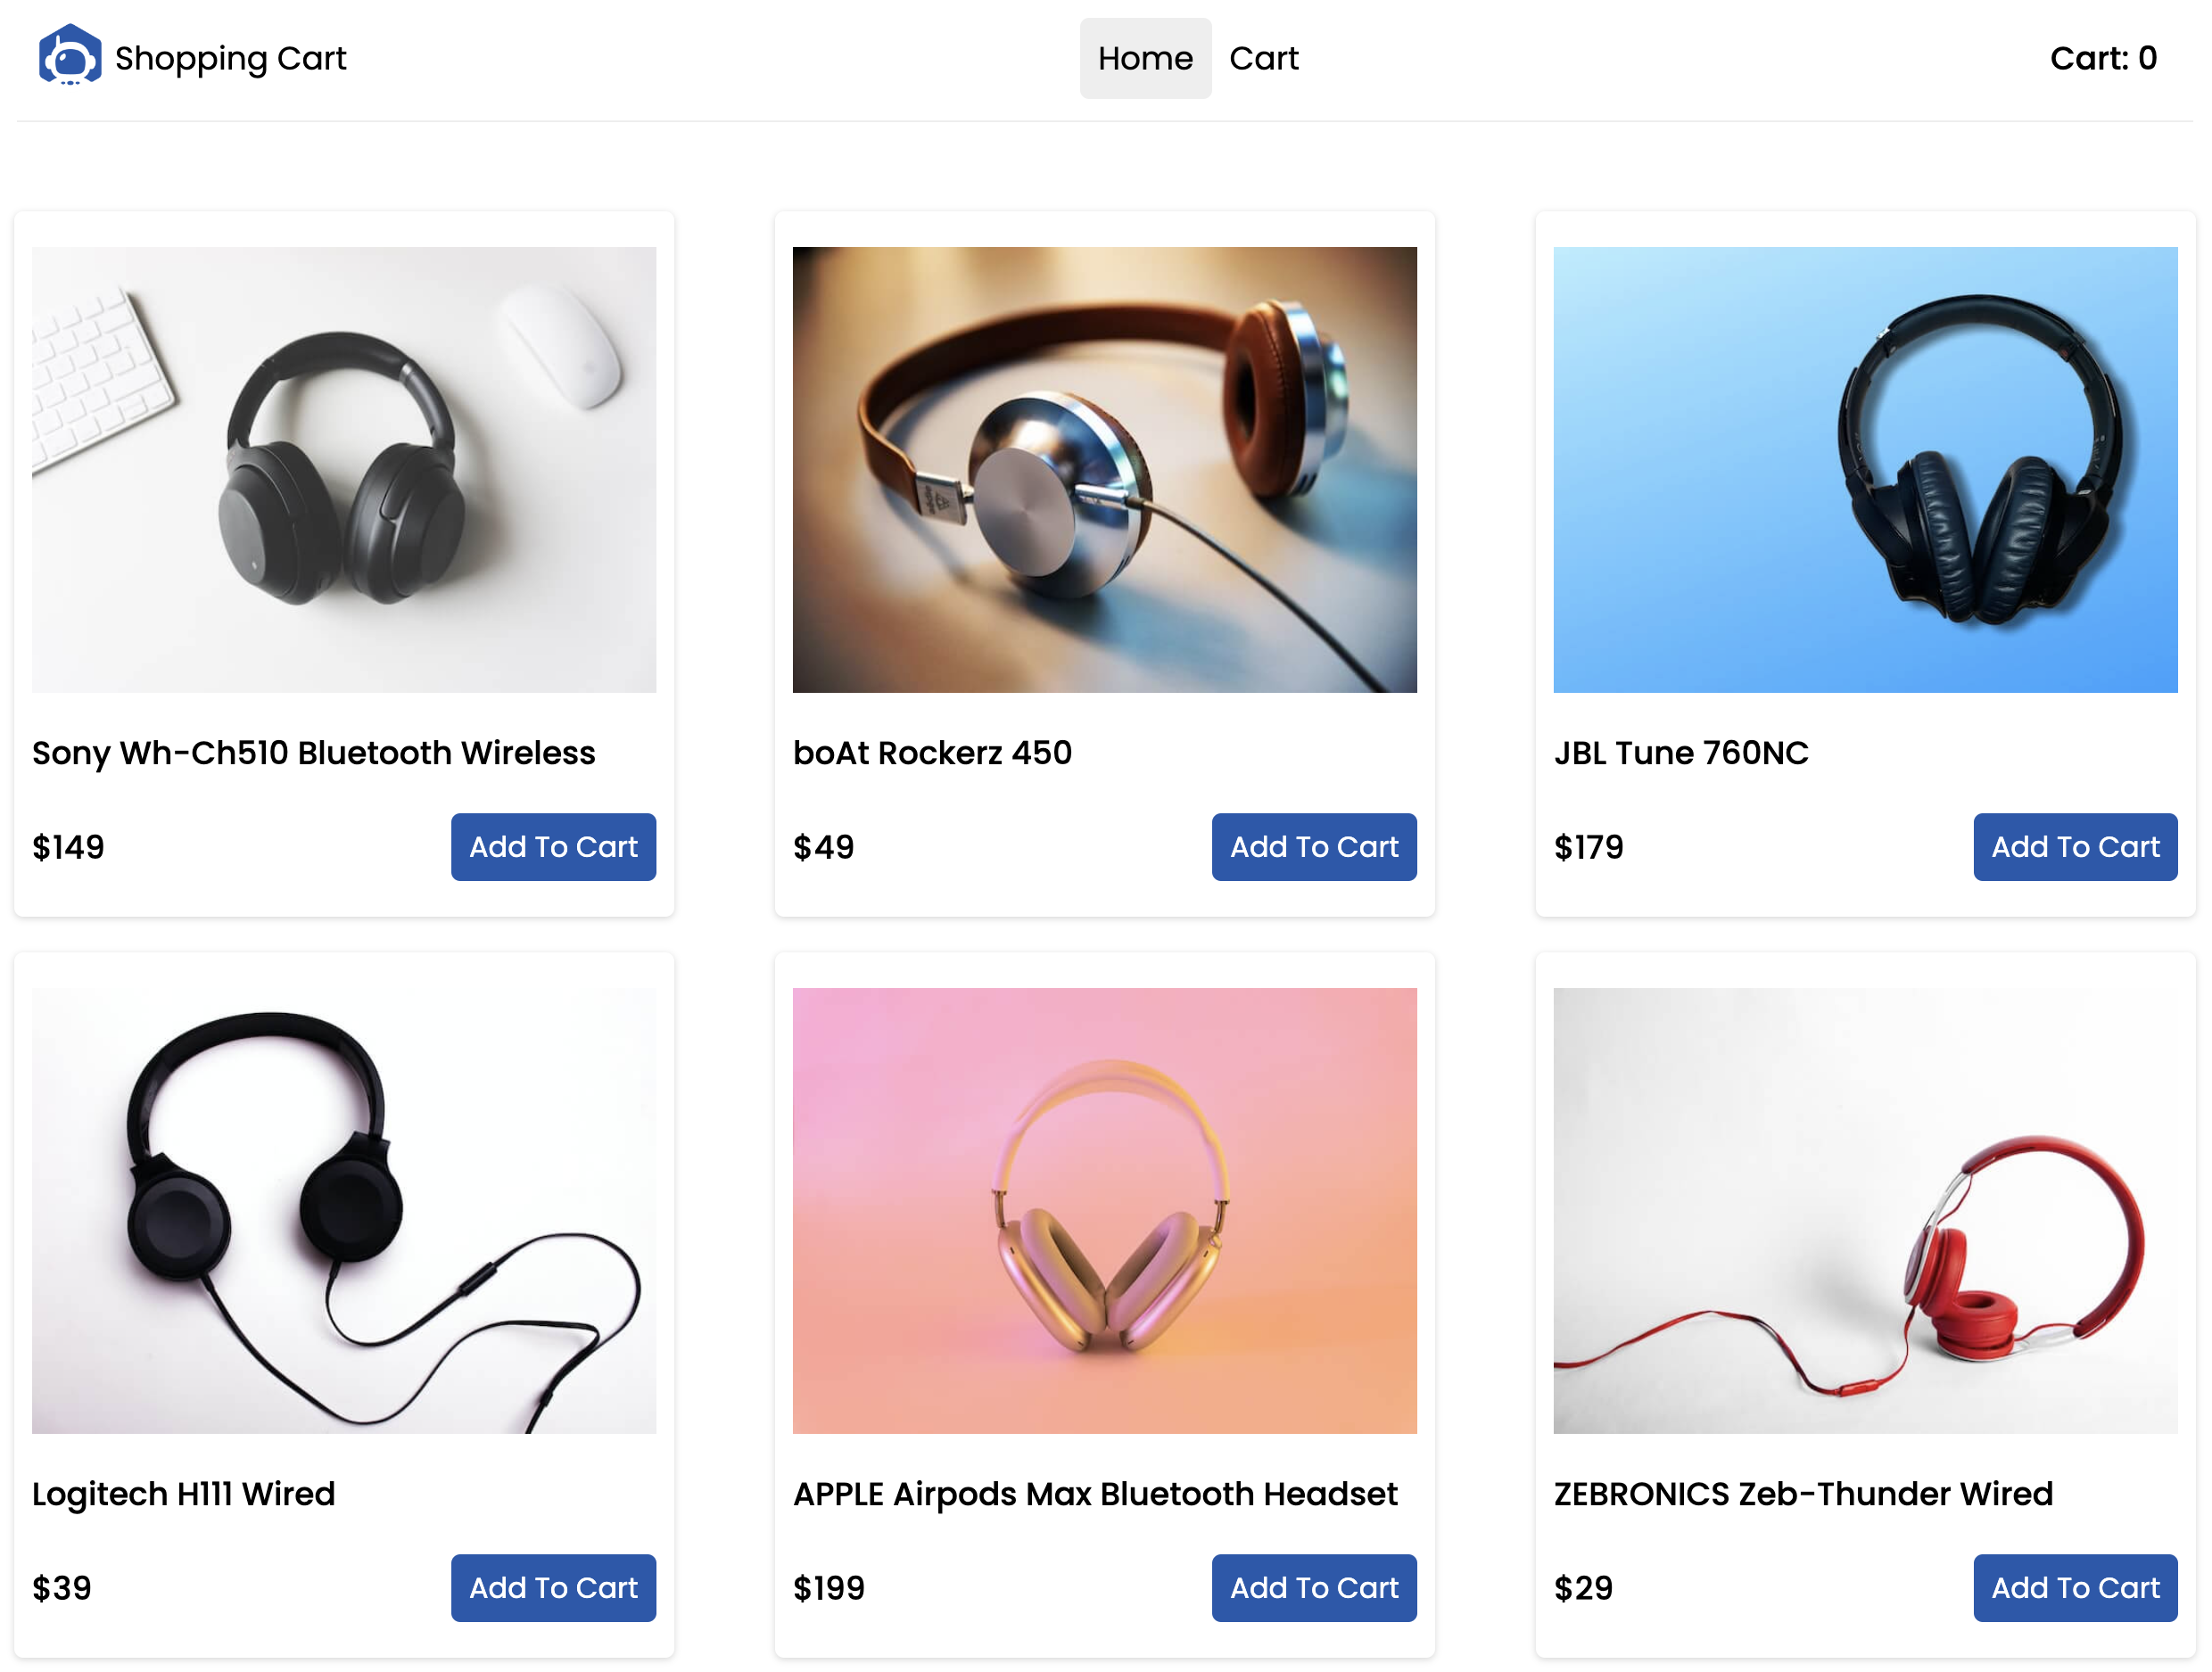 Shopping Cart
Home
Cart
Cart: 0
Sony Wh-Ch510 Bluetooth Wireless
$149
Add To Cart
boAt Rockerz 450
$49
Add To Cart
JBL Tune 760NC
$179
Add To Cart
Logitech H111 Wired
$39
Add To Cart
APPLE Airpods Max Bluetooth Headset
$199
Add To Cart
ZEBRONICS Zeb-Thunder Wired
$29
Add To Cart